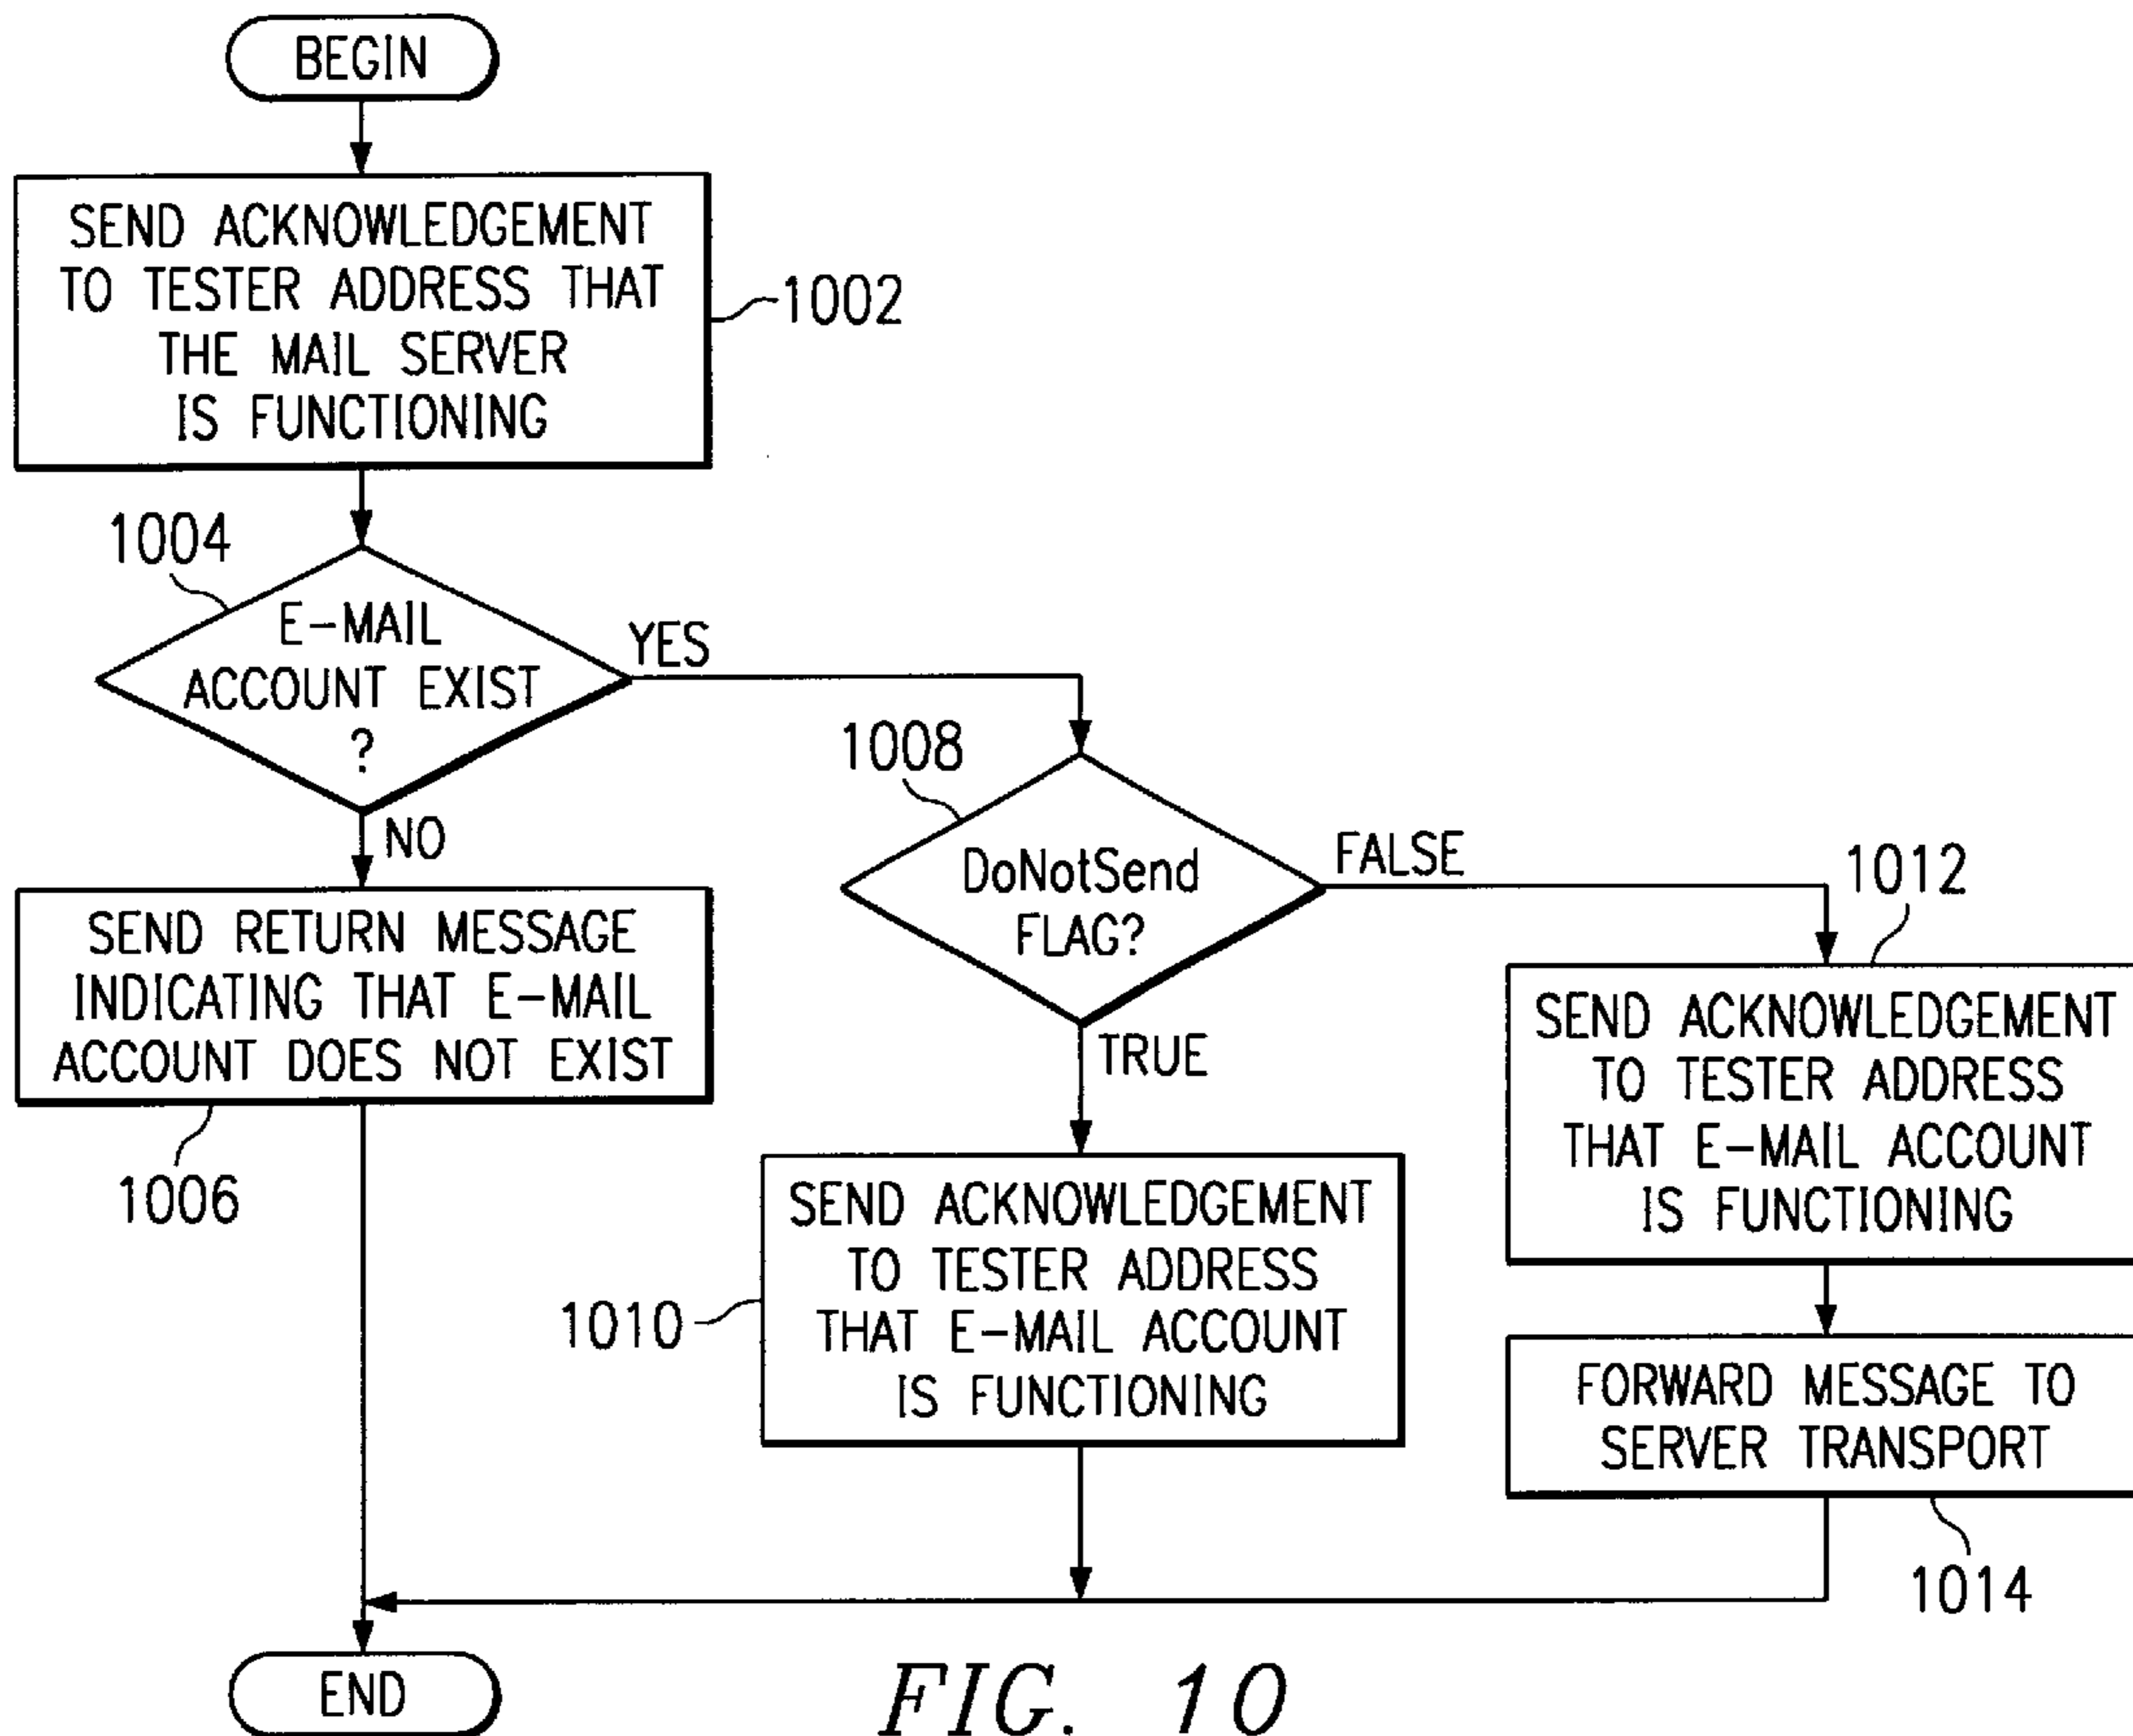 BEGIN
SEND ACKNOWLEDGEMENT
TO TESTER ADDRESS THAT
THE MAIL SERVER
IS FUNCTIONING
1002
1004
E-MAIL
ACCOUNT EXIST
?
YES
NO
SEND RETURN MESSAGE
INDICATING THAT E-MAIL
ACCOUNT DOES NOT EXIST
1006
1008
DoNotSend
FLAG?
FALSE
TRUE
SEND ACKNOWLEDGEMENT
TO TESTER ADDRESS
THAT E-MAIL ACCOUNT
IS FUNCTIONING
1010
1012
SEND ACKNOWLEDGEMENT
TO TESTER ADDRESS
THAT E-MAIL ACCOUNT
IS FUNCTIONING
FORWARD MESSAGE TO
SERVER TRANSPORT
1014
END
FIG. 10